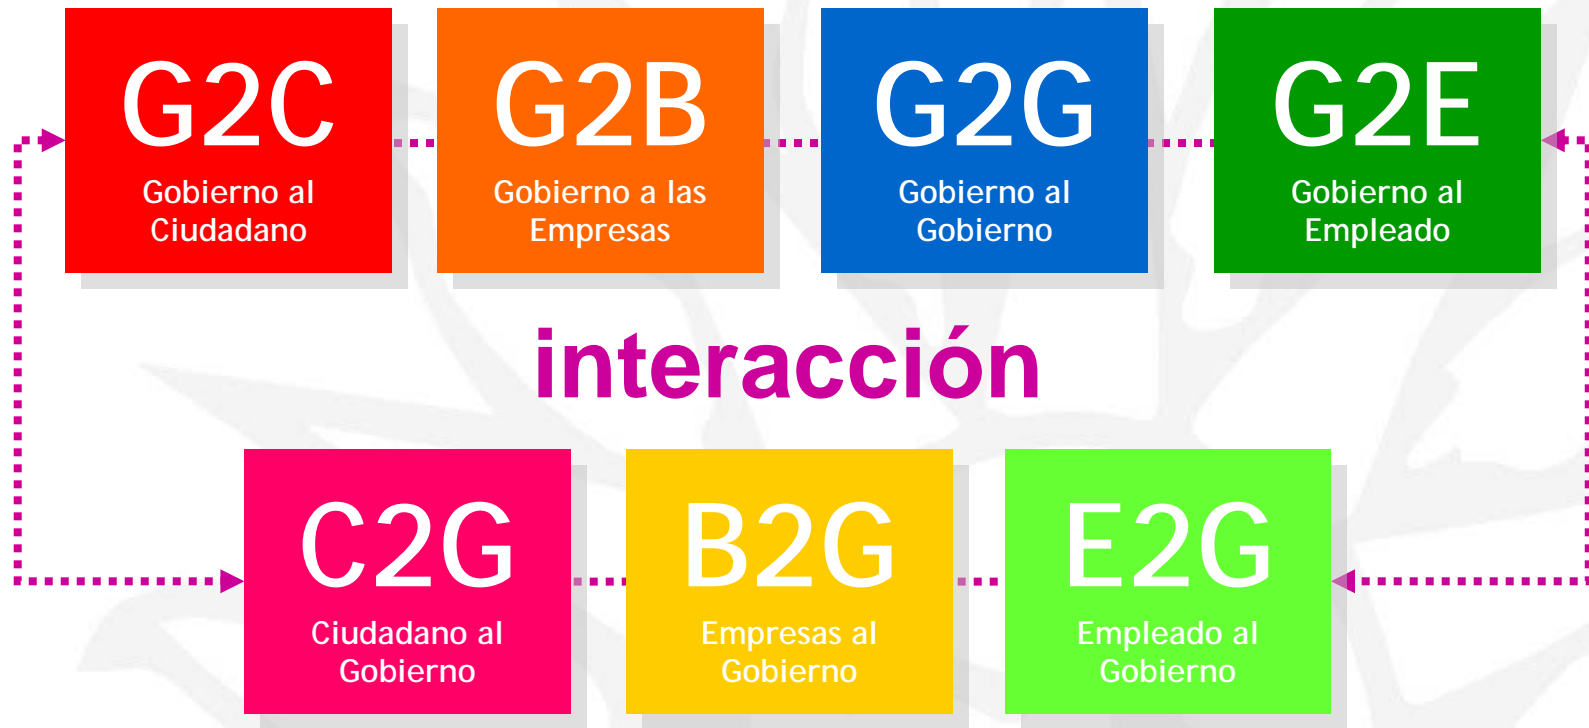 G2C
Gobierno al
Ciudadano
G2B
Gobierno a las
Empresas
G2G
Gobierno al
Gobierno
G2E
Gobierno al
Empleado
interacción
C2G
Ciudadano al
Gobierno
B2G
Empresas al
Gobierno
E2G
Empleado al
Gobierno